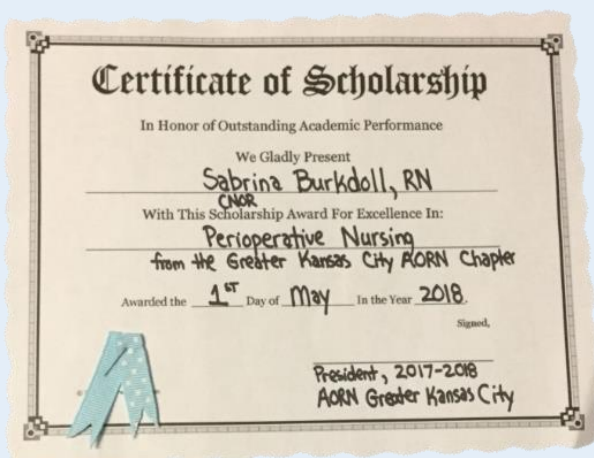 Certificate of Scholarship
In Honor of Outstanding Academic Performance
We Gladly Present
Sabrina Burkdoll, RN
CNOR
With This Scholarship Award For Excellence In:
Perioperative Nursing
from the Greater Kansas City AORN Chapter
Awarded the 1ST Day of May In the Year 2018.
Signed,
President, 2017-2018
AORN Greater Kansas City